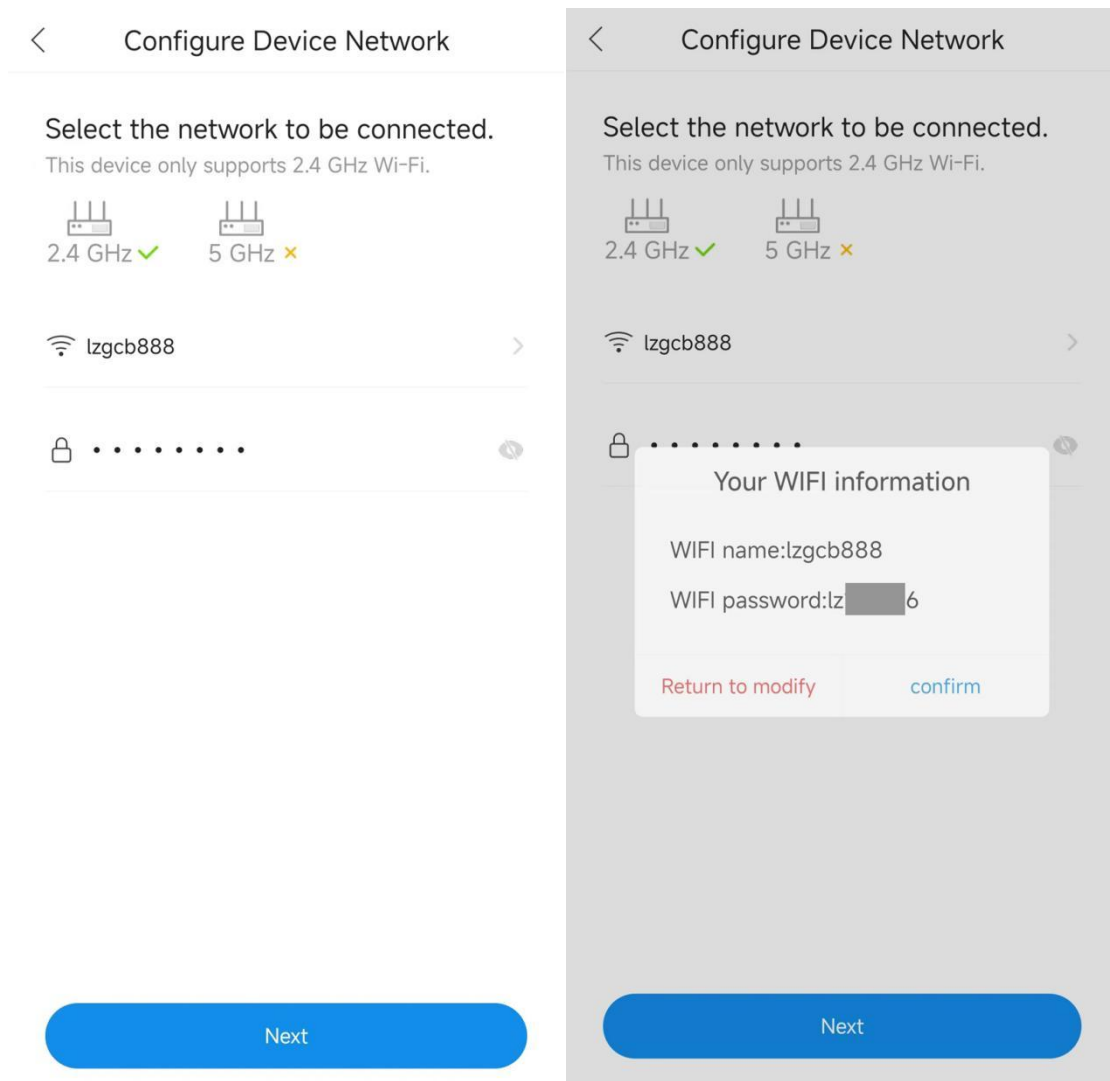 Configure Device Network
Select the network to be connected.
This device only supports 2.4 GHz Wi-Fi.
2.4 GHz 5 GHz
lzgcb888
Next
Configure Device Network
Select the network to be connected.
This device only supports 2.4 GHz Wi-Fi.
2.4 GHz 5 GHz
lzgcb888
Your WIFI information
WIFI name:lzgcb888
WIFI password:lz 6
Return to modify confirm
Next